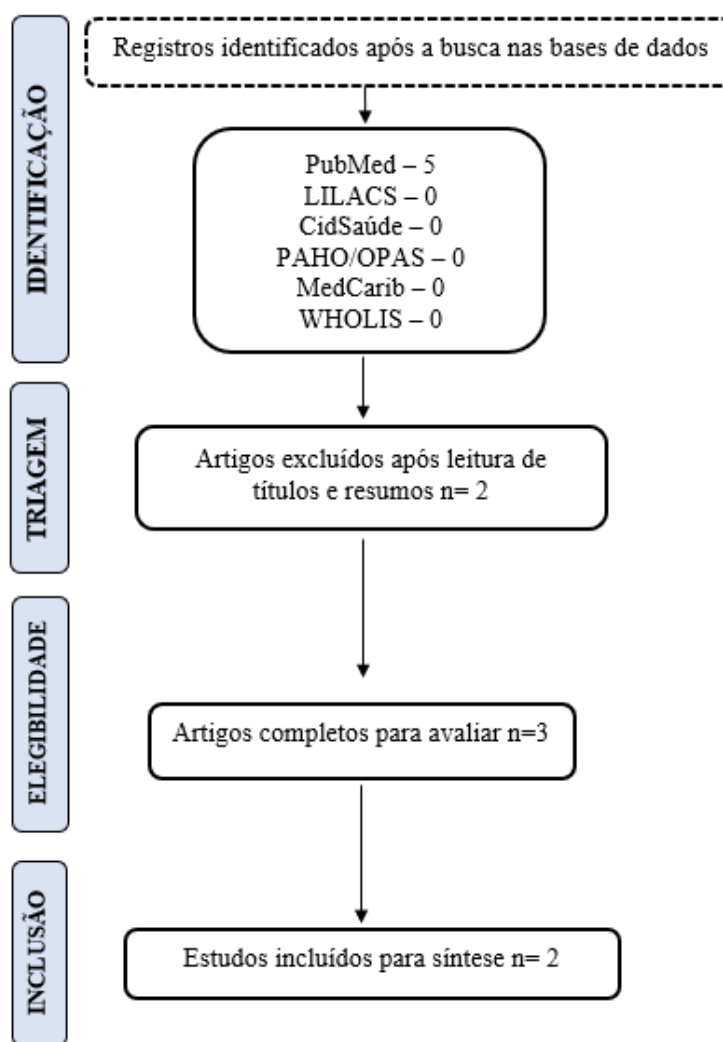 IDENTIFICAÇÃO
Registros identificados após a busca nas bases de dados
PubMed – 5
LILACS – 0
CidSaúde – 0
PAHO/OPAS – 0
MedCarib – 0
WHOLIS – 0
TRIAGEM
Artigos excluídos após leitura de
títulos e resumos n= 2
ELEGIBILIDADE
Artigos completos para avaliar n=3
INCLUSÃO
Estudos incluídos para síntese n= 2